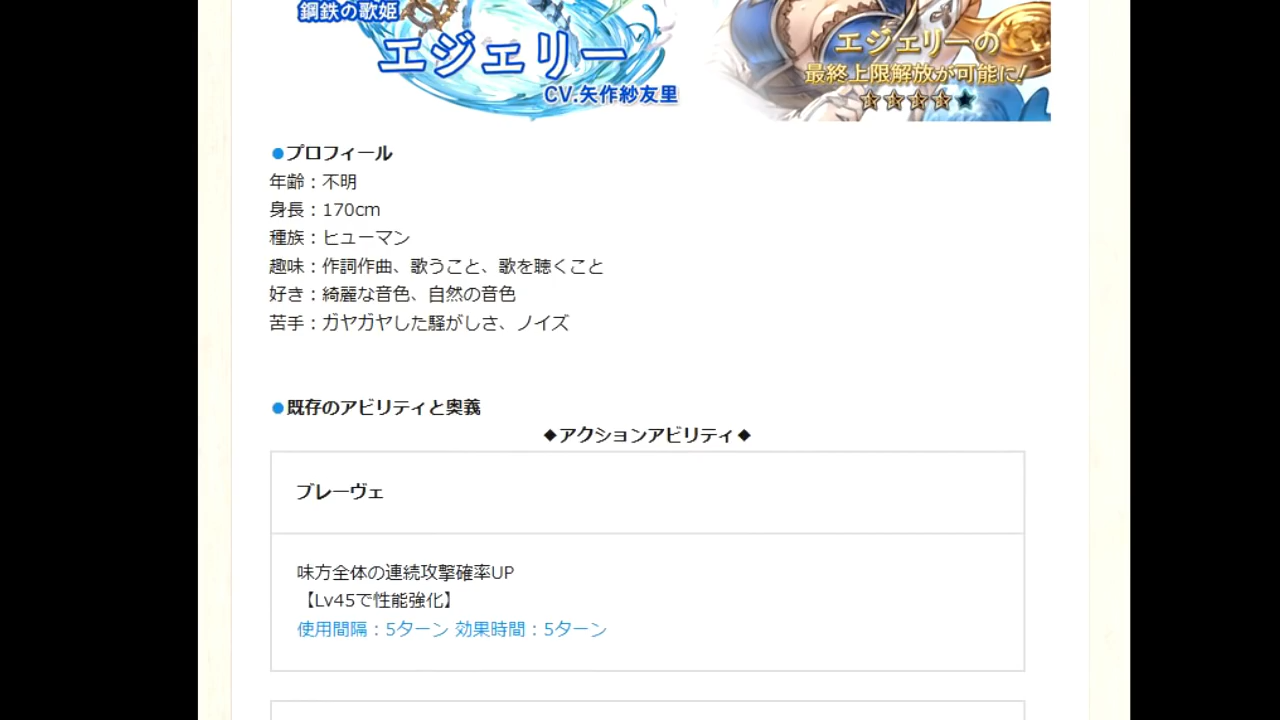 鋼鉄の歌姫
エジェリー
CV.矢作紗友里
エジェリーの
最終上限解放が可能に!
☆☆☆☆★
●プロフィール
年齢：不明
身長：170cm
種族：ヒューマン
趣味：作詞作曲、歌うこと、歌を聴くこと
好き：綺麗な音色、自然の音色
苦手：ガヤガヤした騒がしさ、ノイズ
●既存のアビリティと奥義
◆アクションアビリティ◆
ブレーヴェ
味方全体の連続攻撃確率UP
【Lv45で性能強化】
使用間隔：5ターン 効果時間：5ターン